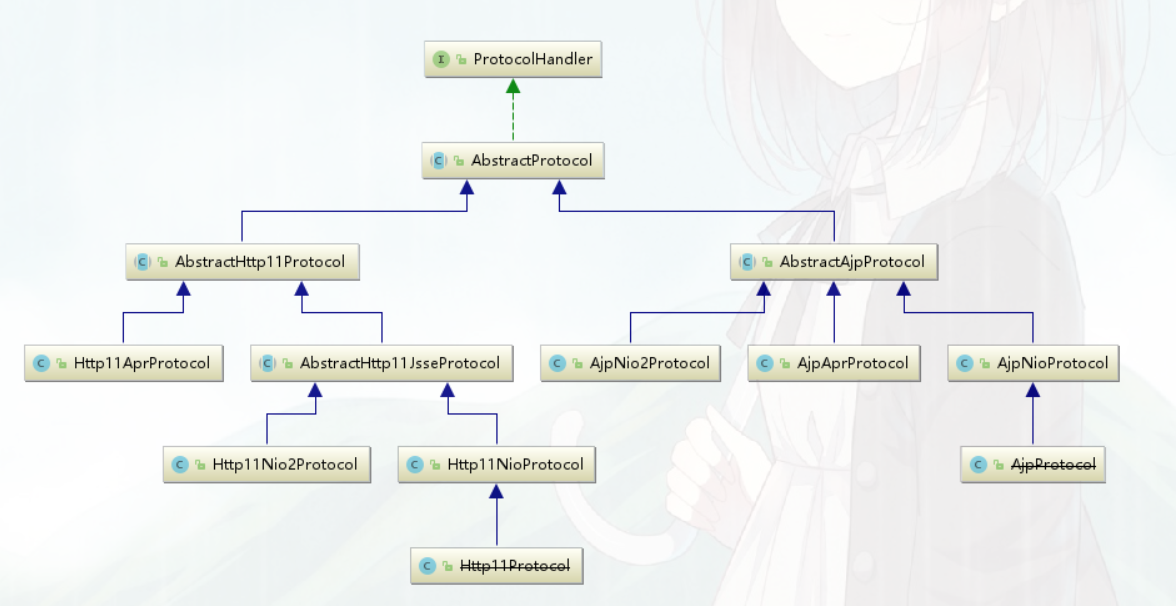 ProtocolHandler
AbstractProtocol
AbstractHttp11Protocol
AbstractAjpProtocol
Http11AprProtocol
AbstractHttp11JsseProtocol
AjpNio2Protocol
AjpAprProtocol
AjpNioProtocol
Http11Nio2Protocol
Http11NioProtocol
AjpProtocol
Http11Protocol